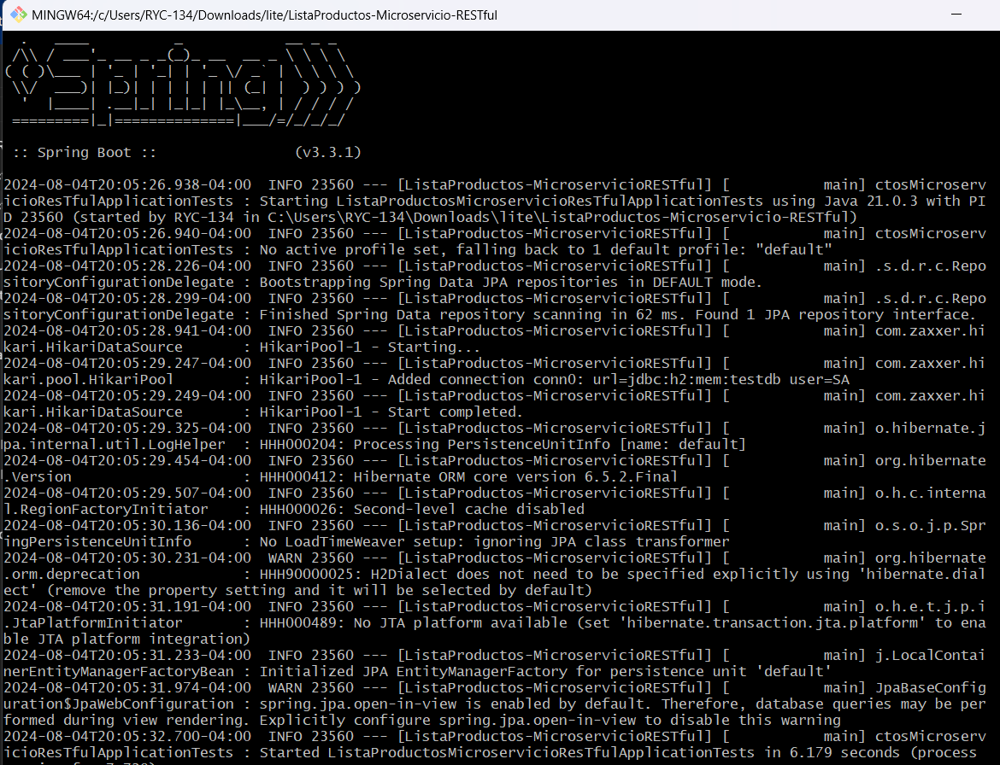 MINGW64:/c/Users/RYC-134/Downloads/lite/ListaProductos-Microservicio-RESTful
  .   ____          _            __ _ _
 /\\ / ___'_ __ _ _(_)_ __  __ _ \ \ \ \
( ( )\___ | '_ | '_| | '_ \/ _` | \ \ \ \
 \\/  ___)| |_)| | | | | || (_| |  ) ) ) )
  '  |____| .__|_| |_|_| |_\__, | / / / /
 =========|_|==============|___/=/_/_/_/
 :: Spring Boot ::                (v3.3.1)
2024-08-04T20:05:26.938-04:00  INFO 23560 --- [ListaProductos-MicroservicioRESTful] [           main] ctosMicroserv
icioResTfulApplicationTests : Starting ListaProductosMicroservicioResTfulApplicationTests using Java 21.0.3 with PI
D 23560 (started by RYC-134 in C:\Users\RYC-134\Downloads\lite\ListaProductos-Microservicio-RESTful)
2024-08-04T20:05:26.940-04:00  INFO 23560 --- [ListaProductos-MicroservicioRESTful] [           main] ctosMicroserv
icioResTfulApplicationTests : No active profile set, falling back to 1 default profile: "default"
2024-08-04T20:05:28.226-04:00  INFO 23560 --- [ListaProductos-MicroservicioRESTful] [           main] .s.d.r.c.Repo
sitoryConfigurationDelegate : Bootstrapping Spring Data JPA repositories in DEFAULT mode.
2024-08-04T20:05:28.299-04:00  INFO 23560 --- [ListaProductos-MicroservicioRESTful] [           main] .s.d.r.c.Repo
sitoryConfigurationDelegate : Finished Spring Data repository scanning in 62 ms. Found 1 JPA repository interface.
2024-08-04T20:05:28.941-04:00  INFO 23560 --- [ListaProductos-MicroservicioRESTful] [           main] com.zaxxer.hi
kari.HikariDataSource       : HikariPool-1 - Starting...
2024-08-04T20:05:29.247-04:00  INFO 23560 --- [ListaProductos-MicroservicioRESTful] [           main] com.zaxxer.hi
kari.pool.HikariPool        : HikariPool-1 - Added connection conn0: url=jdbc:h2:mem:testdb user=SA
2024-08-04T20:05:29.249-04:00  INFO 23560 --- [ListaProductos-MicroservicioRESTful] [           main] com.zaxxer.hi
kari.HikariDataSource       : HikariPool-1 - Start completed.
2024-08-04T20:05:29.325-04:00  INFO 23560 --- [ListaProductos-MicroservicioRESTful] [           main] o.hibernate.j
pa.internal.util.LogHelper  : HHH000204: Processing PersistenceUnitInfo [name: default]
2024-08-04T20:05:29.454-04:00  INFO 23560 --- [ListaProductos-MicroservicioRESTful] [           main] org.hibernate
.Version                    : HHH000412: Hibernate ORM core version 6.5.2.Final
2024-08-04T20:05:29.507-04:00  INFO 23560 --- [ListaProductos-MicroservicioRESTful] [           main] o.h.c.interna
l.RegionFactoryInitiator    : HHH000026: Second-level cache disabled
2024-08-04T20:05:30.136-04:00  INFO 23560 --- [ListaProductos-MicroservicioRESTful] [           main] o.s.o.j.p.Spr
ingPersistenceUnitInfo      : No LoadTimeWeaver setup: ignoring JPA class transformer
2024-08-04T20:05:30.231-04:00  WARN 23560 --- [ListaProductos-MicroservicioRESTful] [           main] org.hibernate
.orm.deprecation            : HHH90000025: H2Dialect does not need to be specified explicitly using 'hibernate.dial
ect' (remove the property setting and it will be selected by default)
2024-08-04T20:05:31.191-04:00  INFO 23560 --- [ListaProductos-MicroservicioRESTful] [           main] o.h.e.t.j.p.i
.JtaPlatformInitiator       : HHH000489: No JTA platform available (set 'hibernate.transaction.jta.platform' to ena
ble JTA platform integration)
2024-08-04T20:05:31.233-04:00  INFO 23560 --- [ListaProductos-MicroservicioRESTful] [           main] j.LocalContai
nerEntityManagerFactoryBean : Initialized JPA EntityManagerFactory for persistence unit 'default'
2024-08-04T20:05:31.974-04:00  WARN 23560 --- [ListaProductos-MicroservicioRESTful] [           main] JpaBaseConfig
uration$JpaWebConfiguration : spring.jpa.open-in-view is enabled by default. Therefore, database queries may be per
formed during view rendering. Explicitly configure spring.jpa.open-in-view to disable this warning
2024-08-04T20:05:32.700-04:00  INFO 23560 --- [ListaProductos-MicroservicioRESTful] [           main] ctosMicroserv
icioResTfulApplicationTests : Started ListaProductosMicroservicioResTfulApplicationTests in 6.179 seconds (process